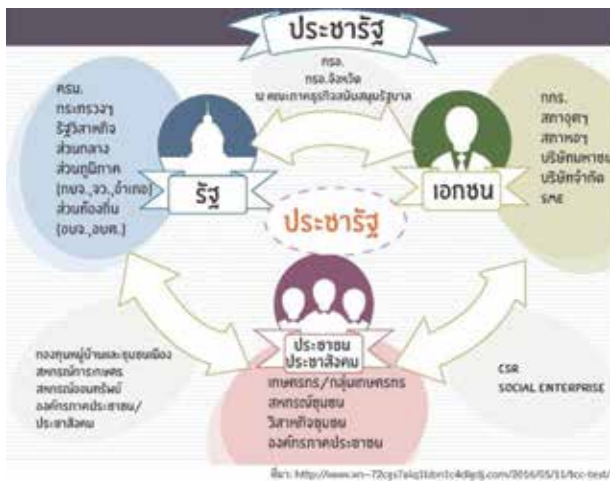 ประชารัฐ
กรอ.
กรอ.จังหวัด
12 คณะภาคธุรกิจสนับสนุนรัฐบาล
ครม.
กระทรวงฯ
รัฐวิสาหกิจ
ส่วนกลาง
ส่วนภูมิภาค
(กบจ.,จว.,อำเภอ)
ส่วนท้องถิ่น
(อบจ.,อบต.)
รัฐ
เอกชน
กกร.
สภาอุตฯ
สภาหอฯ
บริษัทมหาชน
บริษัทจำกัด
SME
ประชารัฐ
ประชาชน
ประชาสังคม
กองทุนหมู่บ้านและชุมชนเมือง
สหกรณ์การเกษตร
สหกรณ์ออมทรัพย์
องค์กรภาคประชาชน/
ประชาสังคม
เกษตรกร/กลุ่มเกษตรกร
สหกรณ์ชุมชน
วิสาหกิจชุมชน
องค์กรภาคประชาชน
CSR
SOCIAL ENTERPRISE
ที่มา: